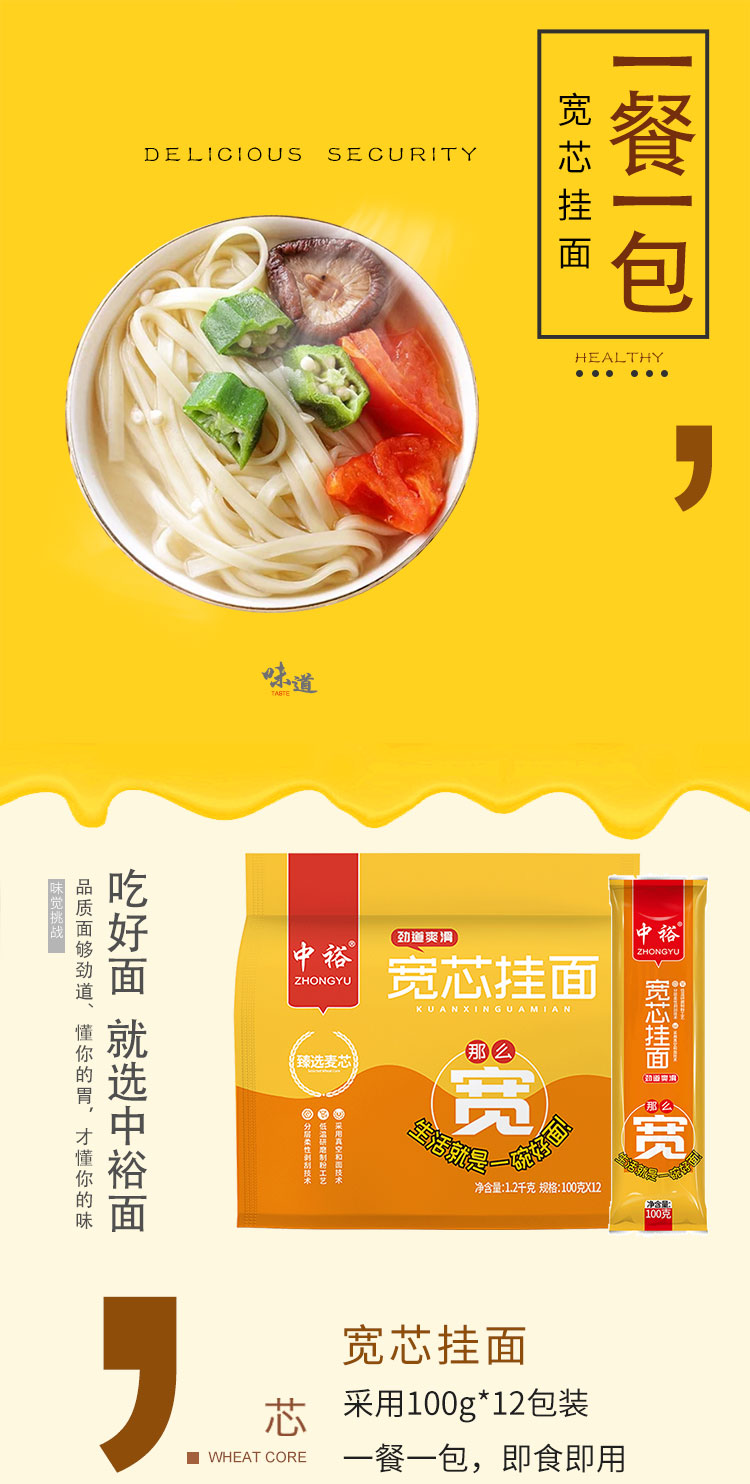 一餐一包
宽芯挂面
DELICIOUS SECURITY
HEALTHY
味道
TASTE
吃好面 就选中裕面
品质面够劲道、懂你的胃,才懂你的味
味觉挑战
中裕®
ZHONGYU
劲道爽滑
宽芯挂面
KUANXINGUAMIAN
臻选麦芯
那么
宽
生活就是一碗好面!
分层柔性剥刮技术
低温研磨制粉工艺
采用真空和面技术
净含量:1.2千克 规格:100克X12
中裕®
ZHONGYU
宽芯挂面
劲道爽滑
那么
宽
生活就是一碗好面!
净含量:
100克
宽芯挂面
芯
WHEAT CORE
采用100g*12包装
一餐一包，即食即用